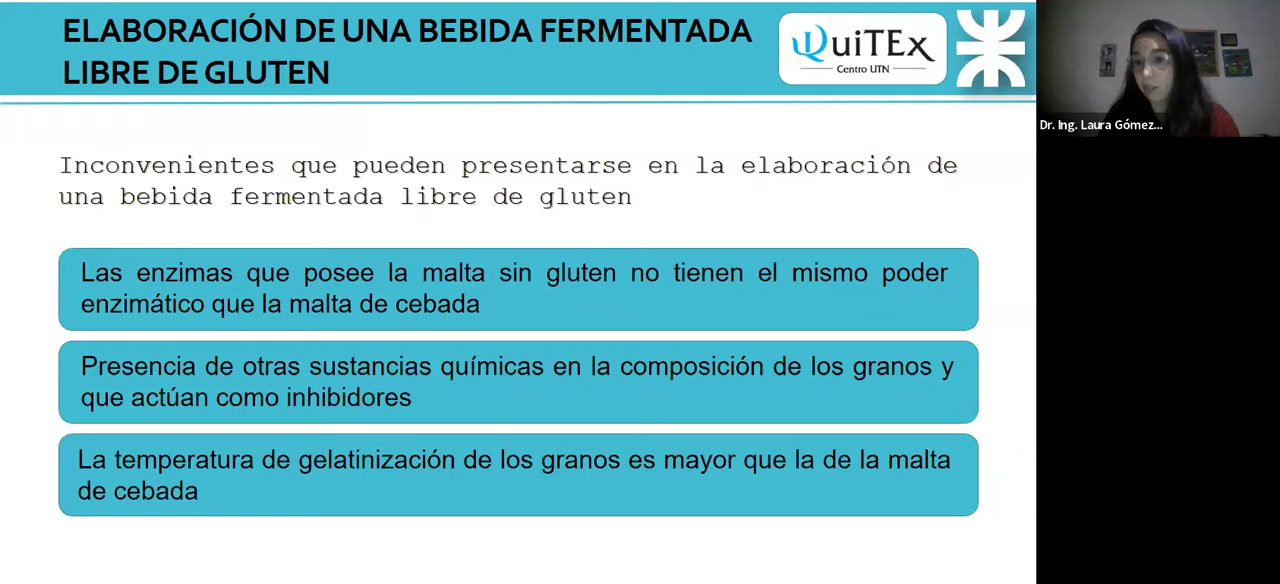 ELABORACIÓN DE UNA BEBIDA FERMENTADA
LIBRE DE GLUTEN
QuiTEx
Centro UTN
Dr. Ing. Laura Gómez...
Inconvenientes que pueden presentarse en la elaboración de
una bebida fermentada libre de gluten
Las enzimas que posee la malta sin gluten no tienen el mismo poder
enzimático que la malta de cebada
Presencia de otras sustancias químicas en la composición de los granos y
que actúan como inhibidores
La temperatura de gelatinización de los granos es mayor que la de la malta
de cebada